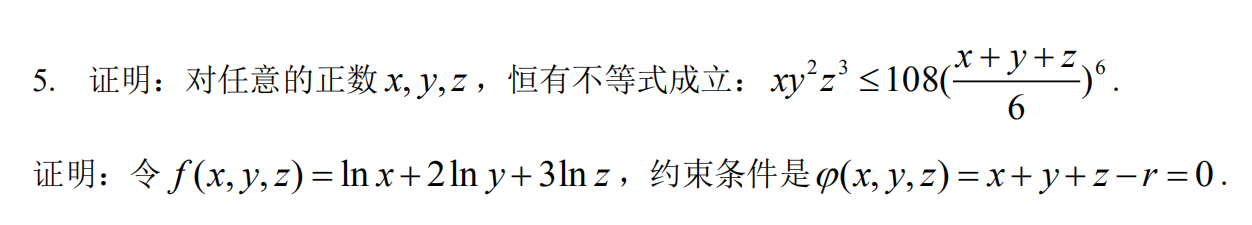 5. 证明：对任意的正数 x, y, z，恒有不等式成立：xy²z³ ≤ 108((x + y + z)/6)⁶.
证明：令 f(x, y, z) = ln x + 2 ln y + 3 ln z，约束条件是 φ(x, y, z) = x + y + z − r = 0.